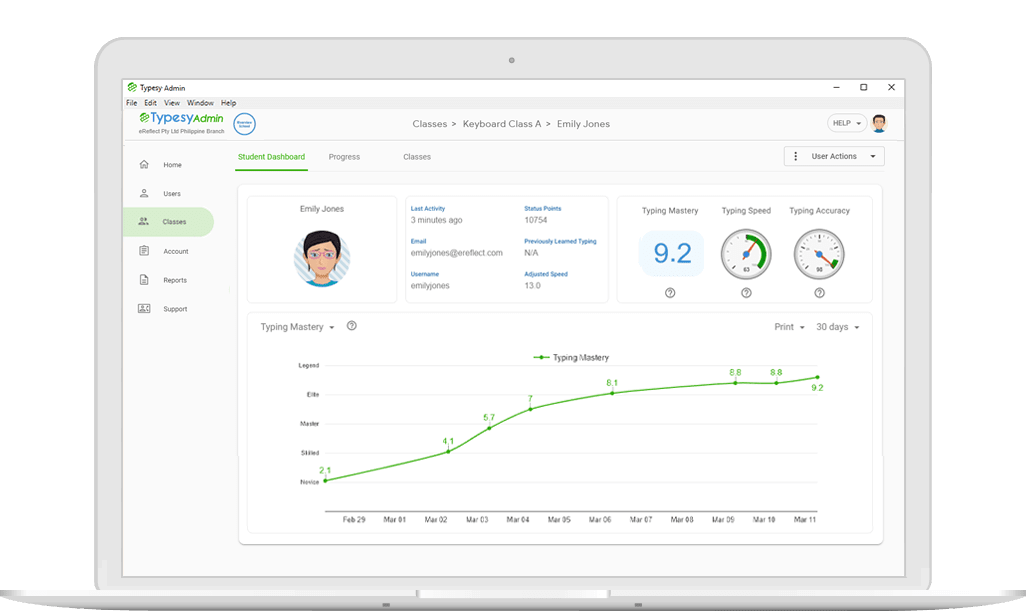 Typesy Admin
File Edit View Window Help
TypesyAdmin
eReflect Pty Ltd Philippine Branch
Classes > Keyboard Class A > Emily Jones
HELP
Home
Users
Classes
Account
Reports
Support
Student Dashboard Progress Classes
User Actions
Emily Jones
Last Activity
3 minutes ago
Email
emilyjones@ereflect.com
Username
emilyjones
Status Points
10754
Previously Learned Typing
N/A
Adjusted Speed
13.0
Typing Mastery Typing Speed Typing Accuracy
9.2
63
98
Typing Mastery
Print 30 days
Typing Mastery
Legend
Elite
Master
Skilled
Novice
2.1
4.1
5.7
7
8.1
8.8
8.8
9.2
Feb 29 Mar 01 Mar 02 Mar 03 Mar 04 Mar 05 Mar 06 Mar 07 Mar 08 Mar 09 Mar 10 Mar 11